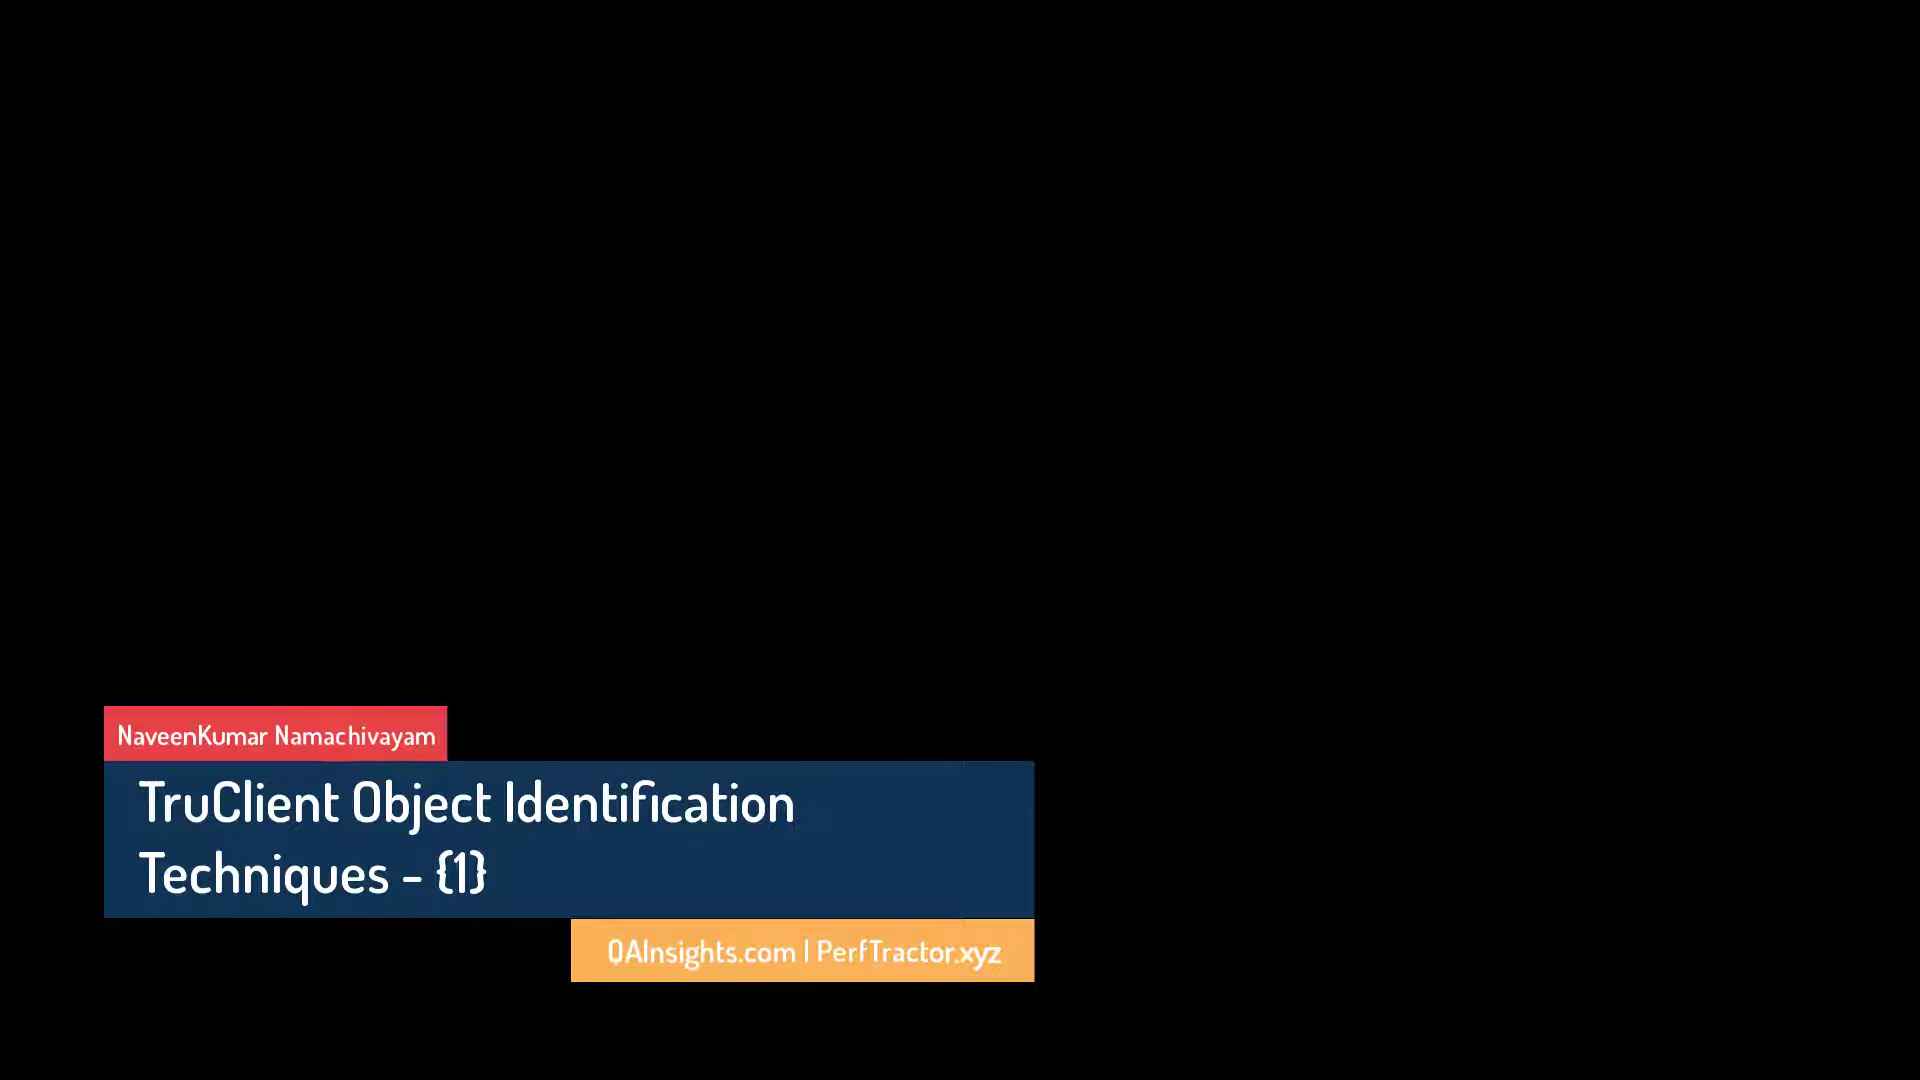 NaveenKumar Namachivayam
TruClient Object Identification
Techniques - {1}
QAInsights.com | PerfTractor.xyz